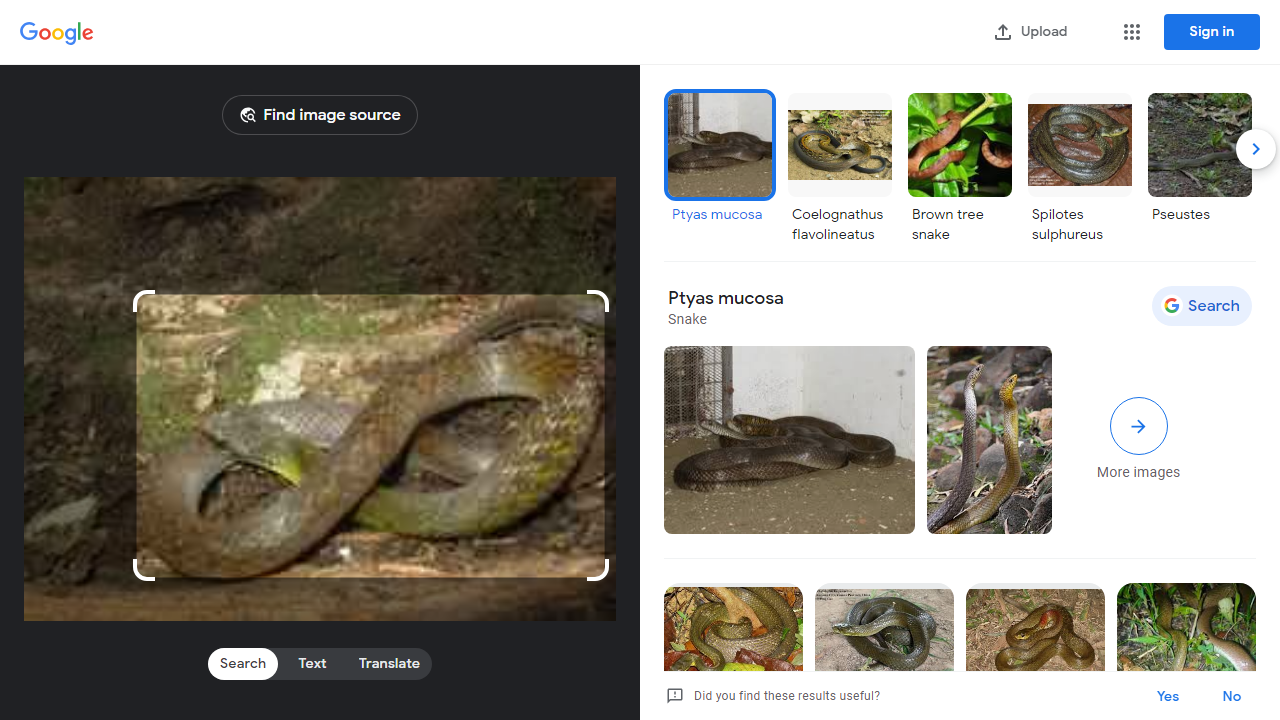 Google
Upload
Sign in
Find image source
Ptyas mucosa
Coelognathus
flavolineatus
Brown tree
snake
Spilotes
sulphureus
Pseustes
Ptyas mucosa
Snake
Search
More images
Search
Text
Translate
Did you find these results useful?
Yes
No